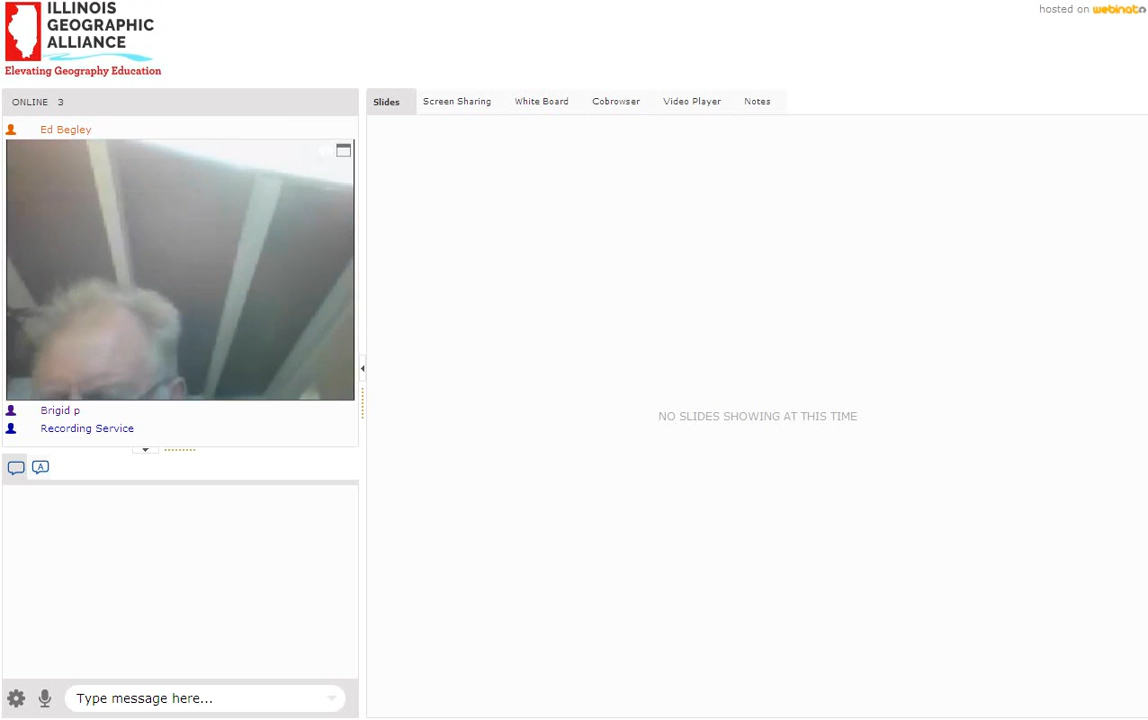 ILLINOIS
GEOGRAPHIC
ALLIANCE
Elevating Geography Education
hosted on webinato
ONLINE 3
Slides Screen Sharing White Board Cobrowser Video Player Notes
Ed Begley
Brigid p
Recording Service
NO SLIDES SHOWING AT THIS TIME
A
Type message here...